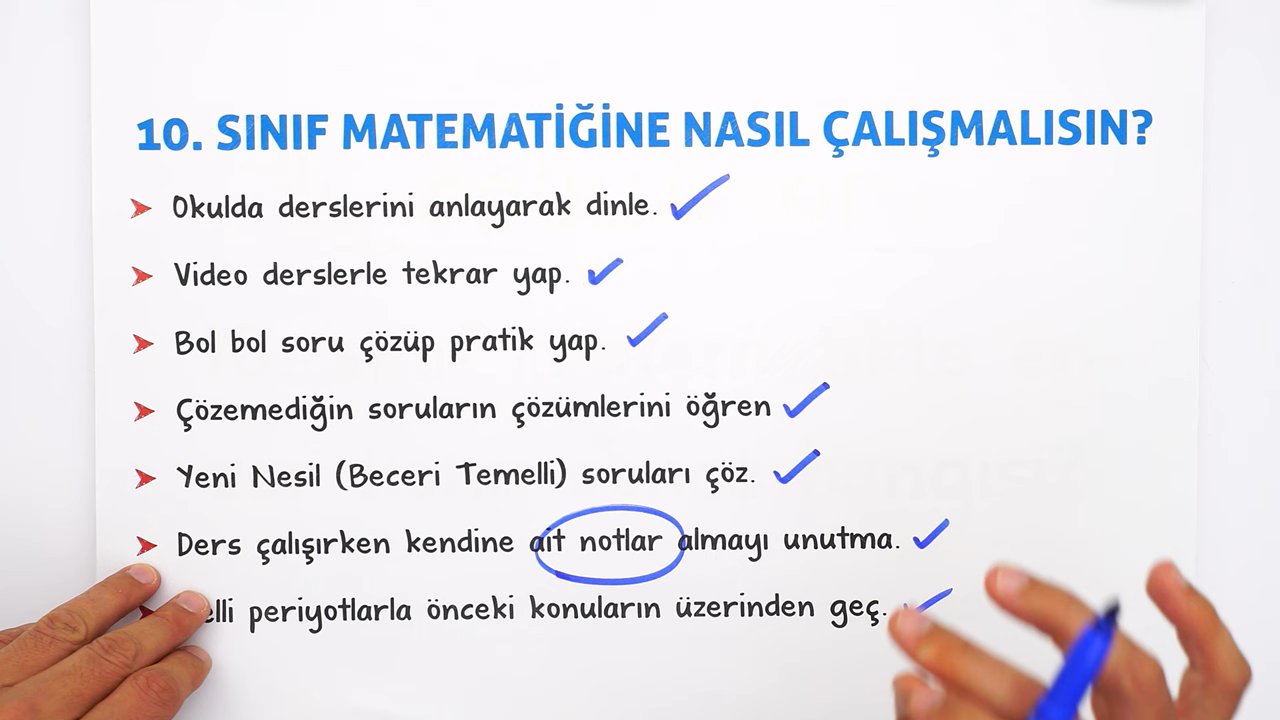 10. SINIF MATEMATİĞİNE NASIL ÇALIŞMALISIN?
Okulda derslerini anlayarak dinle.
Video derslerle tekrar yap.
Bol bol soru çözüp pratik yap.
Çözemediğin soruların çözümlerini öğren
Yeni Nesil (Beceri Temelli) soruları çöz.
Ders çalışırken kendine ait notlar almayı unutma.
periyotlarla önceki konuların üzerinden geç.